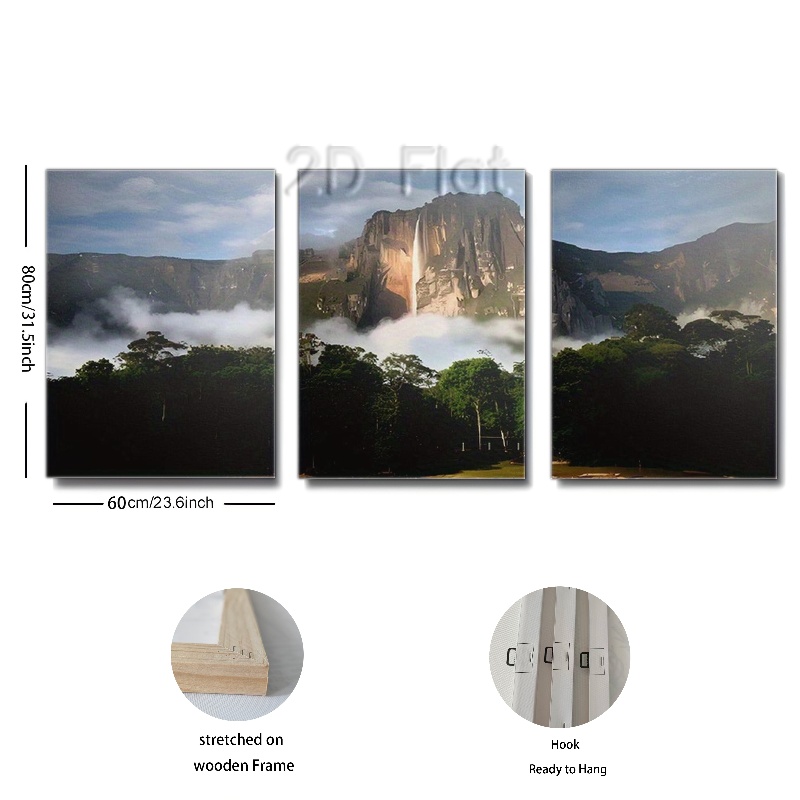 2D Flat
80cm/31.5inch
60cm/23.6inch
stretched on
wooden Frame
Hook
Ready to Hang